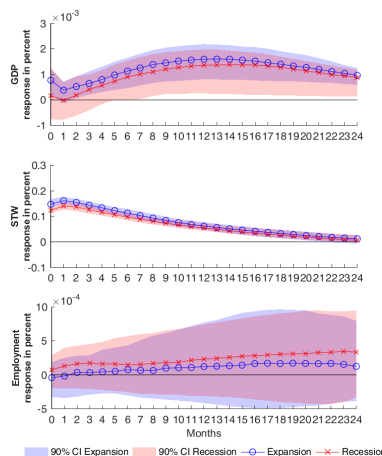 ×10-3
3
2
1
0
-1
GDP
response in percent
0 1 2 3 4 5 6 7 8 9 10 11 12 13 14 15 16 17 18 19 20 21 22 23 24
0.3
0.2
0.1
0
-0.1
STW
response in percent
0 1 2 3 4 5 6 7 8 9 10 11 12 13 14 15 16 17 18 19 20 21 22 23 24
10 ×10-4
5
0
-5
Employment
response in percent
0 1 2 3 4 5 6 7 8 9 10 11 12 13 14 15 16 17 18 19 20 21 22 23 24
Months
90% CI Expansion 90% CI Recession Expansion Recession